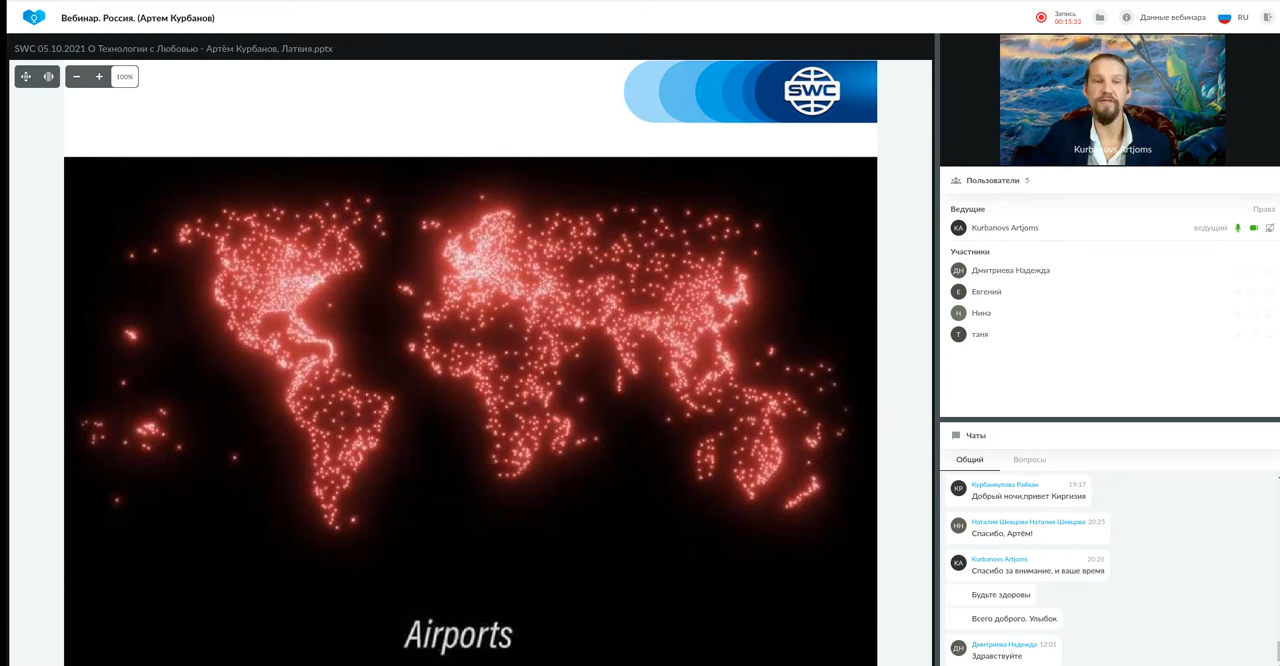 Вебинар. Россия. (Артем Курбанов)
Запись
00:15:33
Данные вебинара
RU
SWC 05.10.2021 О Технологии с Любовью - Артём Курбанов, Латвия.pptx
100%
SWC
Airports
Kurbanovs Artjoms
Пользователи 5
Ведущие
Права
KA
Kurbanovs Artjoms
ведущий
Участники
ДН
Дмитриева Надежда
Е
Евгений
Н
Нина
Т
таня
Чаты
Общий
Вопросы
КР
Курбанкулова Райхан 19:17
Добрый ночи,привет Киргизия
НН
Наталия Шевцова Наталия Шевцова 20:25
Спасибо, Артём!
KA
Kurbanovs Artjoms 20:26
Спасибо за внимание, и ваше время
Будьте здоровы
Всего доброго. Улыбок
ДН
Дмитриева Надежда 12:01
Здравствуйте